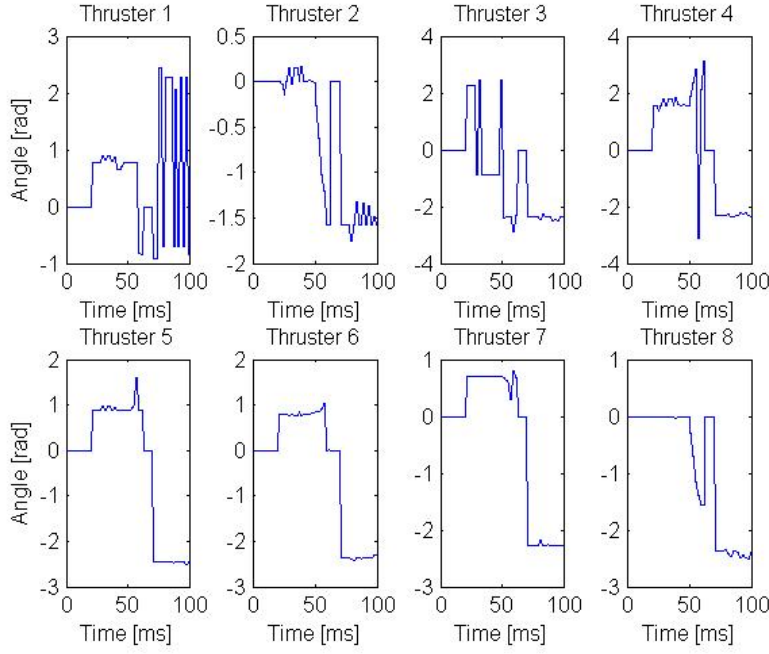 Thruster 1 Thruster 2 Thruster 3 Thruster 4
3 0.5 4 4
2 0 2 2
1 -0.5 0 0
0 -1 -2 -2
-1 -1.5 -4 -4
-2
Angle [rad]
0 50 100 0 50 100 0 50 100 0 50 100
Time [ms] Time [ms] Time [ms] Time [ms]
Thruster 5 Thruster 6 Thruster 7 Thruster 8
2 2 1 1
1 1 0 0
0 0 -1 -1
-1 -1 -2 -2
-2 -2 -3 -3
-3 -3
Angle [rad]
0 50 100 0 50 100 0 50 100 0 50 100
Time [ms] Time [ms] Time [ms] Time [ms]